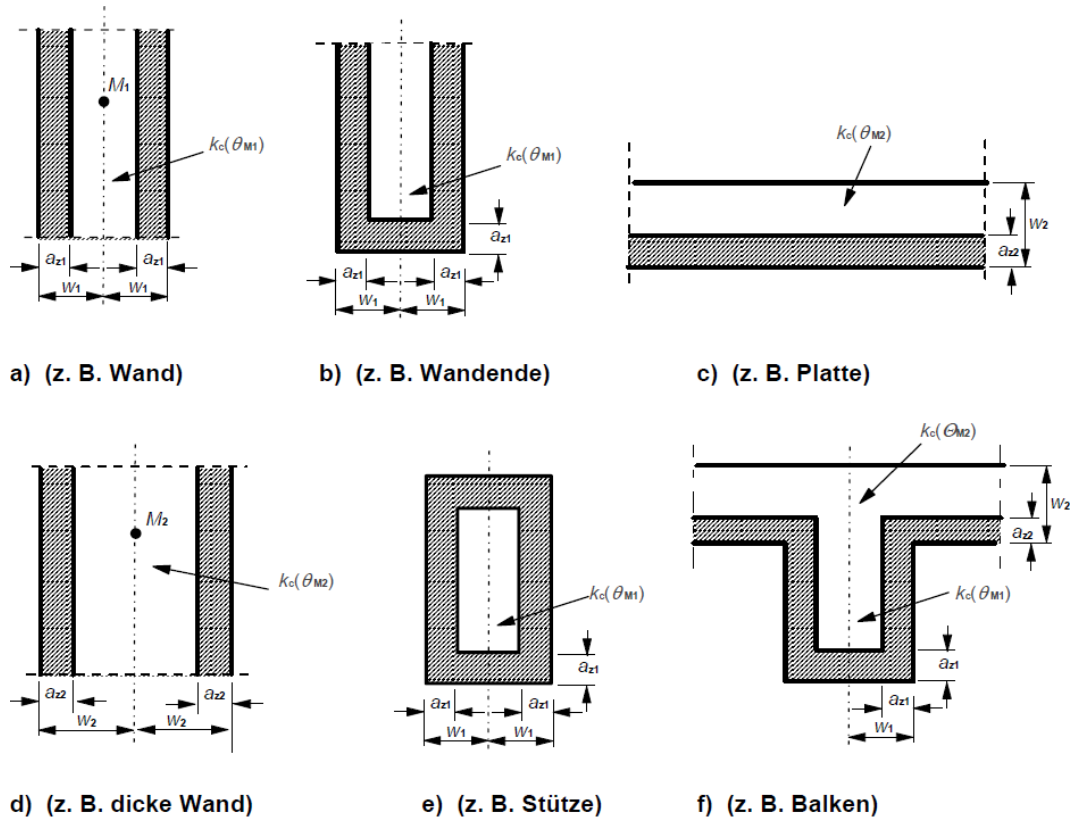 M1
kc(θM1)
az1
az1
w1
w1
a) (z. B. Wand)
kc(θM1)
az1
az1
az1
w1
w1
b) (z. B. Wandende)
kc(θM2)
w2
az2
c) (z. B. Platte)
M2
kc(θM2)
az2
az2
w2
w2
d) (z. B. dicke Wand)
kc(θM1)
az1
az1
az1
w1
w1
e) (z. B. Stütze)
kc(ΘM2)
w2
az2
kc(θM1)
az1
az1
w1
f) (z. B. Balken)